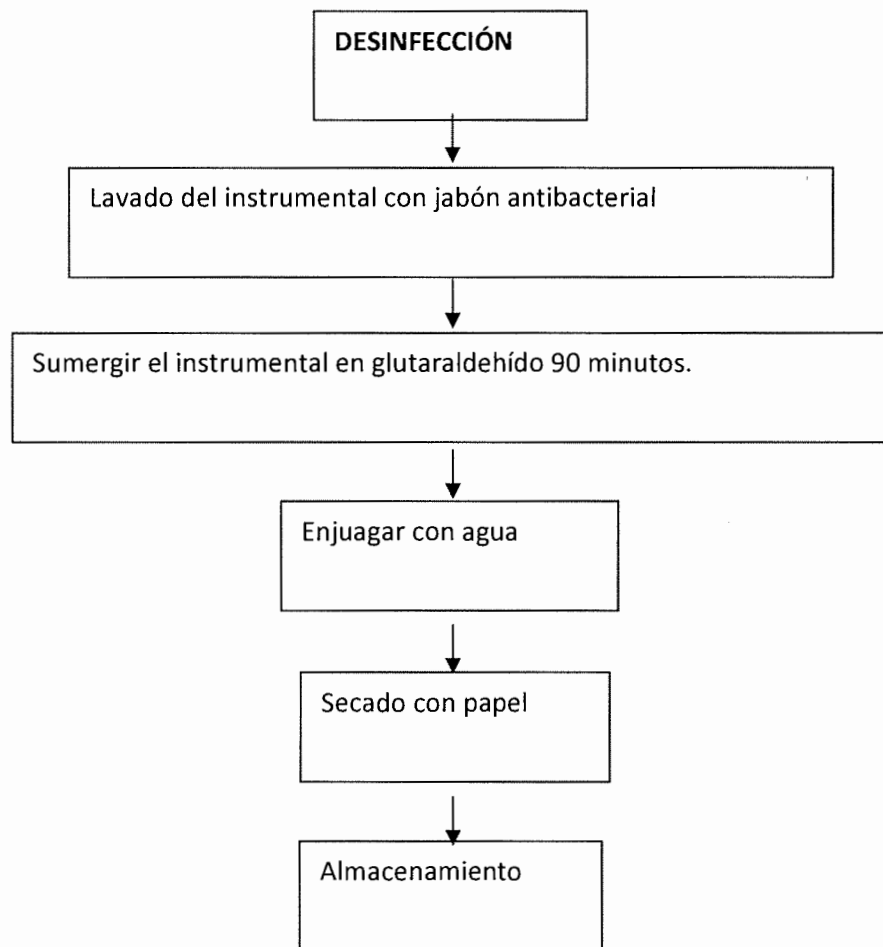 DESINFECCIÓN
Lavado del instrumental con jabón antibacterial
Sumergir el instrumental en glutaraldehído 90 minutos.
Enjuagar con agua
Secado con papel
Almacenamiento